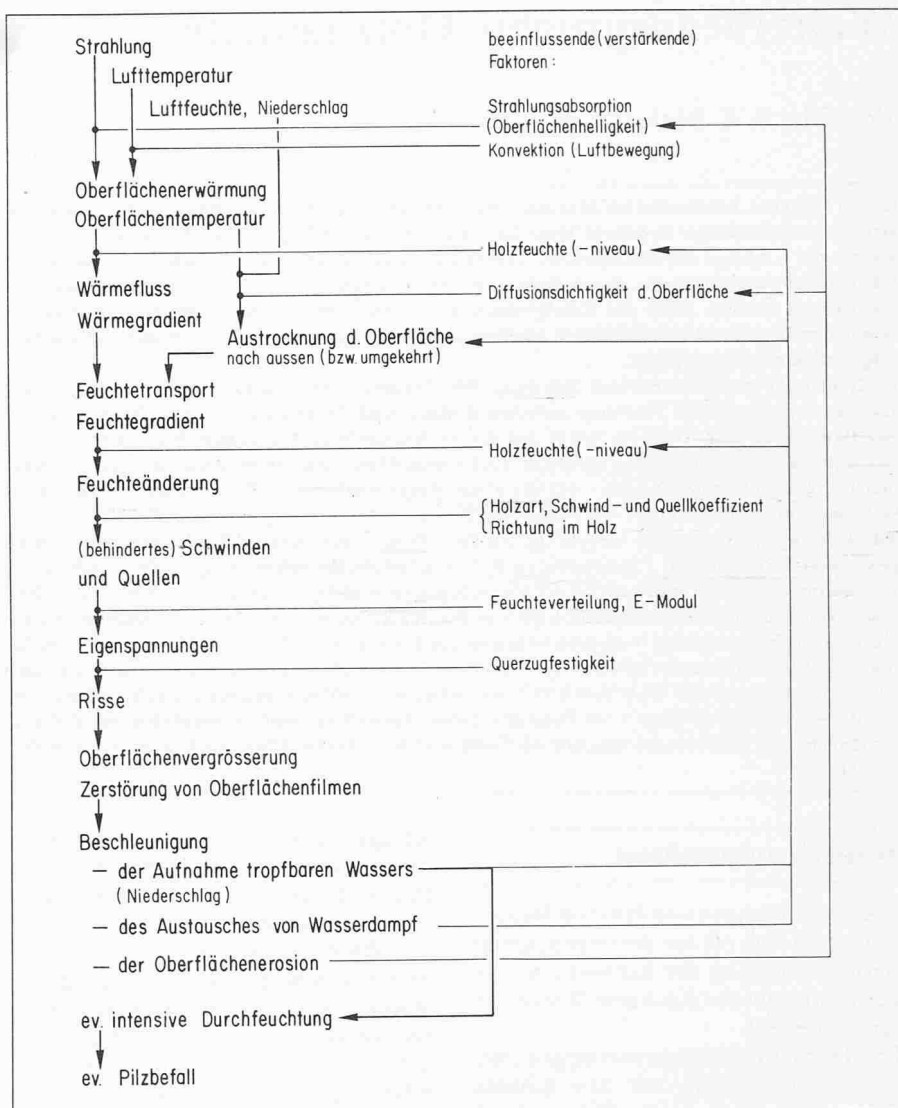 Strahlung
beeinflussende (verstärkende)
Faktoren :
Lufttemperatur
Luftfeuchte, Niederschlag
Strahlungsabsorption
(Oberflächenhelligkeit)
Konvektion (Luftbewegung)
Oberflächenerwärmung
Oberflächentemperatur
Holzfeuchte (-niveau)
Wärmefluss
Diffusionsdichtigkeit d. Oberfläche
Wärmegradient
Austrocknung d. Oberfläche
nach aussen (bzw. umgekehrt)
Feuchtetransport
Feuchtegradient
Holzfeuchte (-niveau)
Feuchteänderung
Holzart, Schwind- und Quellkoeffizient
Richtung im Holz
(behindertes) Schwinden
und Quellen
Feuchteverteilung, E-Modul
Eigenspannungen
Querzugfestigkeit
Risse
Oberflächenvergrösserung
Zerstörung von Oberflächenfilmen
Beschleunigung
— der Aufnahme tropfbaren Wassers
(Niederschlag)
— des Austausches von Wasserdampf
— der Oberflächenerosion
ev. intensive Durchfeuchtung
ev. Pilzbefall